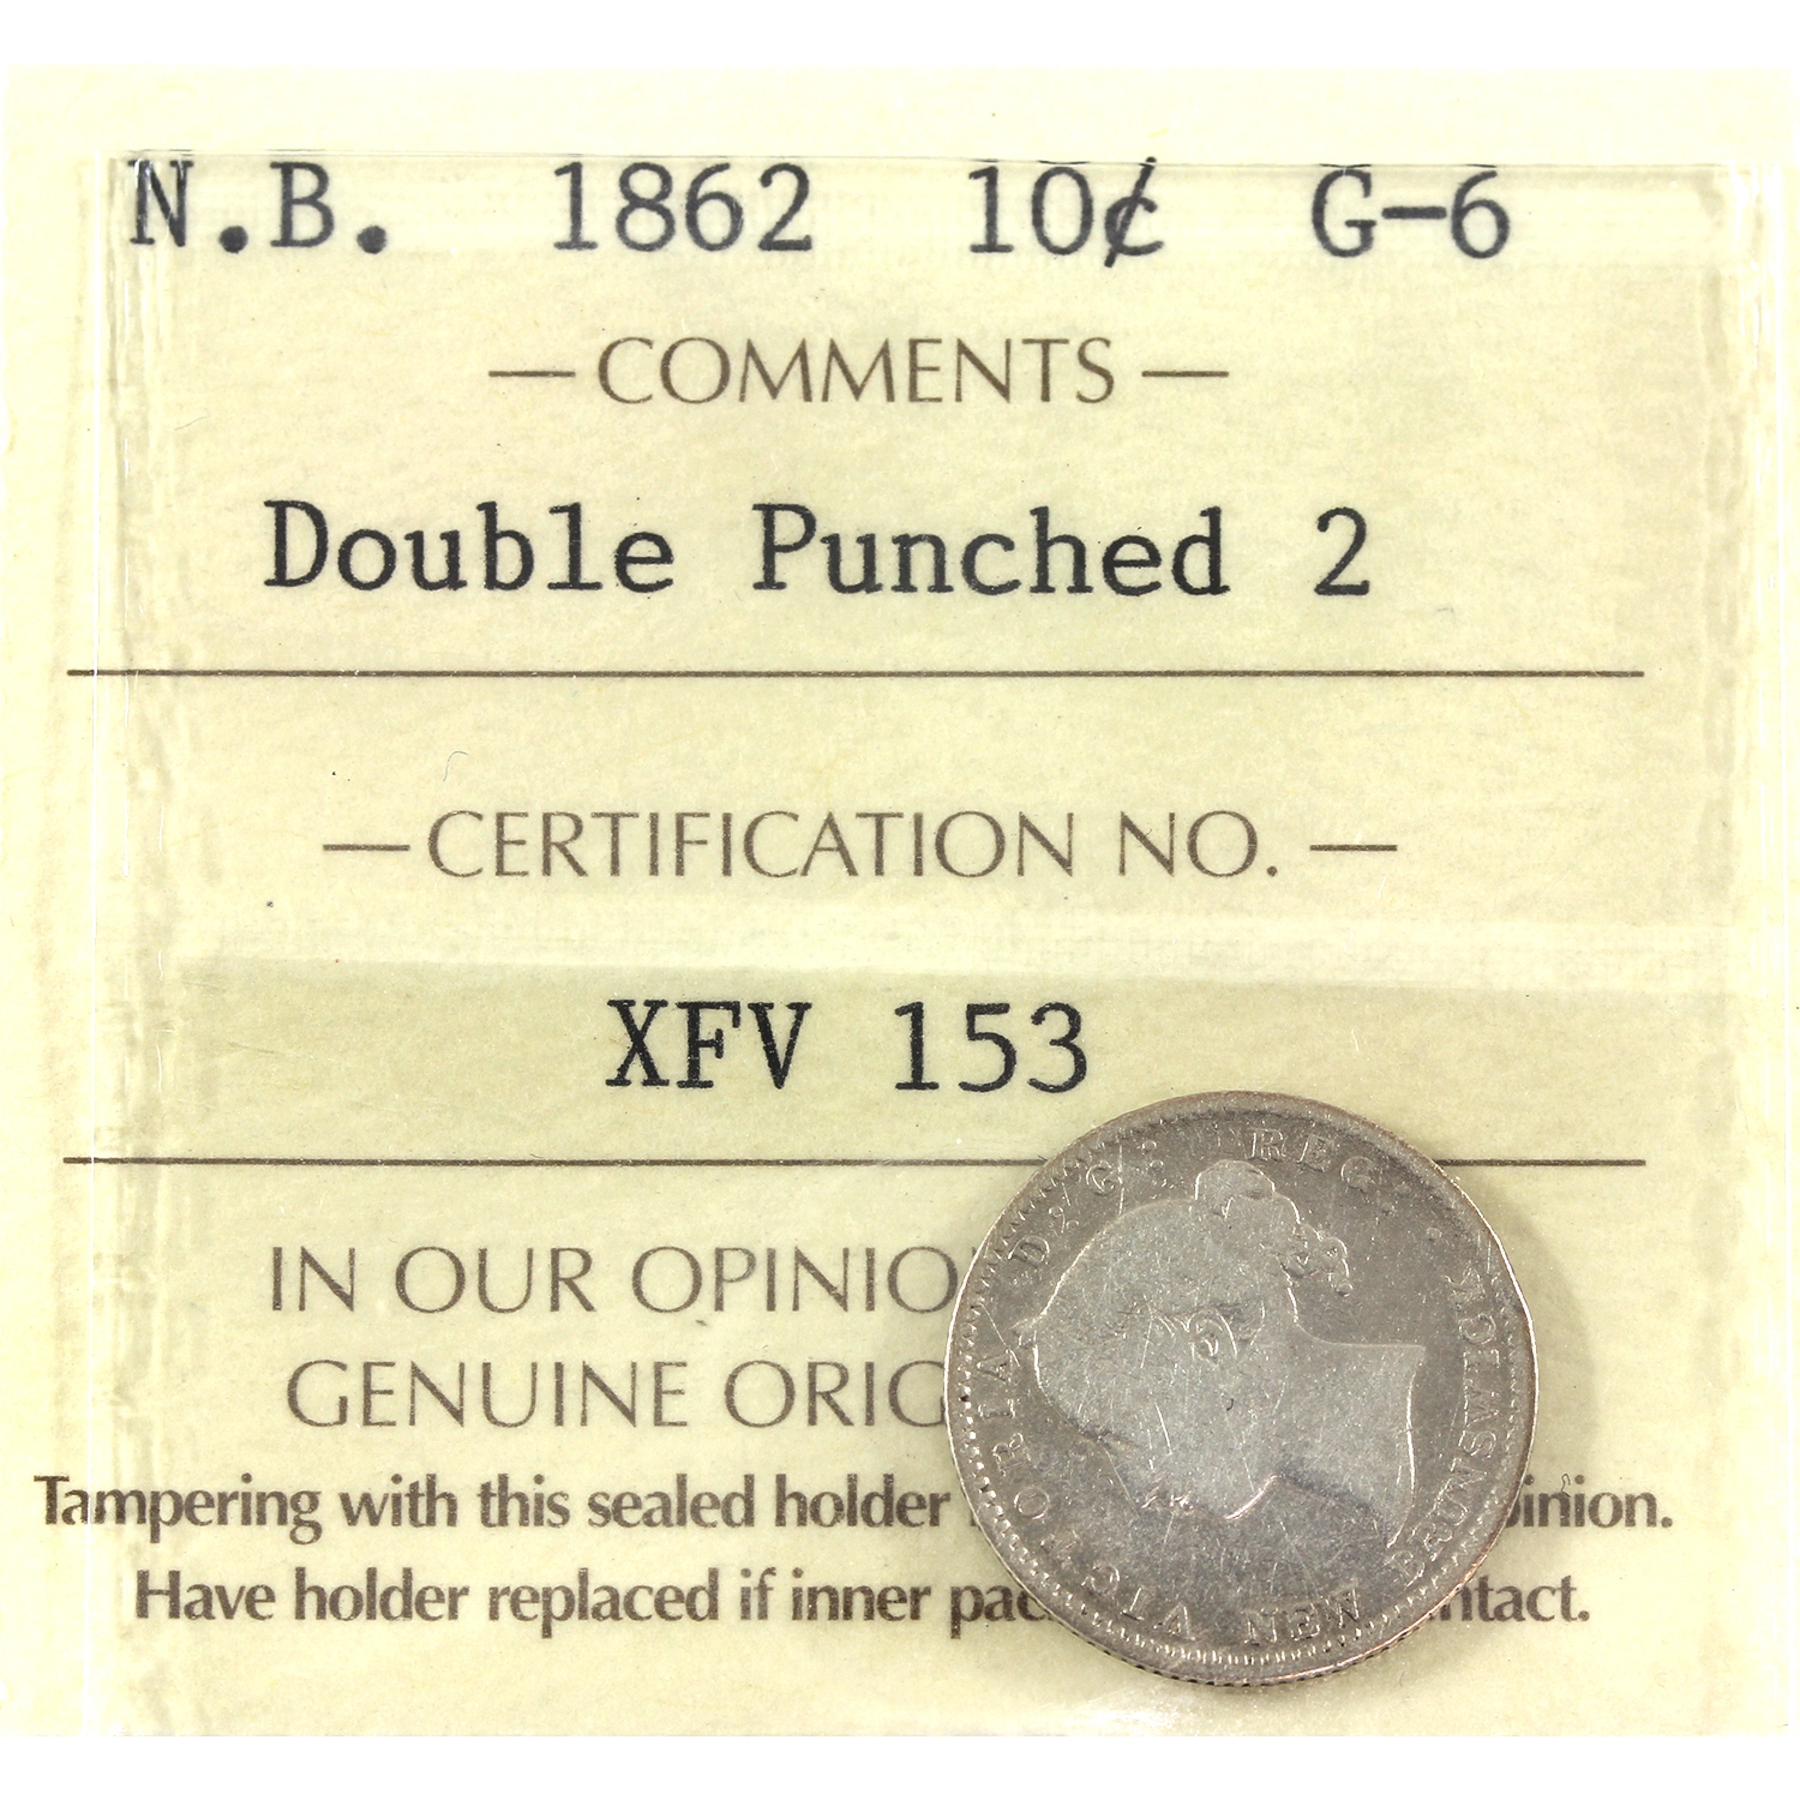 N.B. 1862 10¢ G-6
— COMMENTS —
Double Punched 2
— CERTIFICATION NO. —
XFV 153
IN OUR OPINIO
GENUINE ORIG
Tampering with this sealed holder inion.
Have holder replaced if inner pac ntact.
VICTORIA D: G: REG:
NEW BRUNSWICK